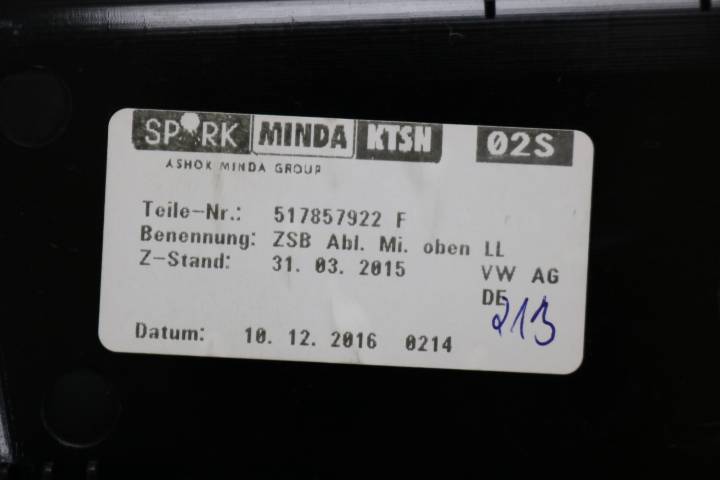 SPARK MINDA KTSN 02S
ASHOK MINDA GROUP
Teile-Nr.: 517857922 F
Benennung: ZSB Abl. Mi. oben LL
Z-Stand: 31. 03. 2015 VW AG
DE
213
Datum: 10. 12. 2016 0214